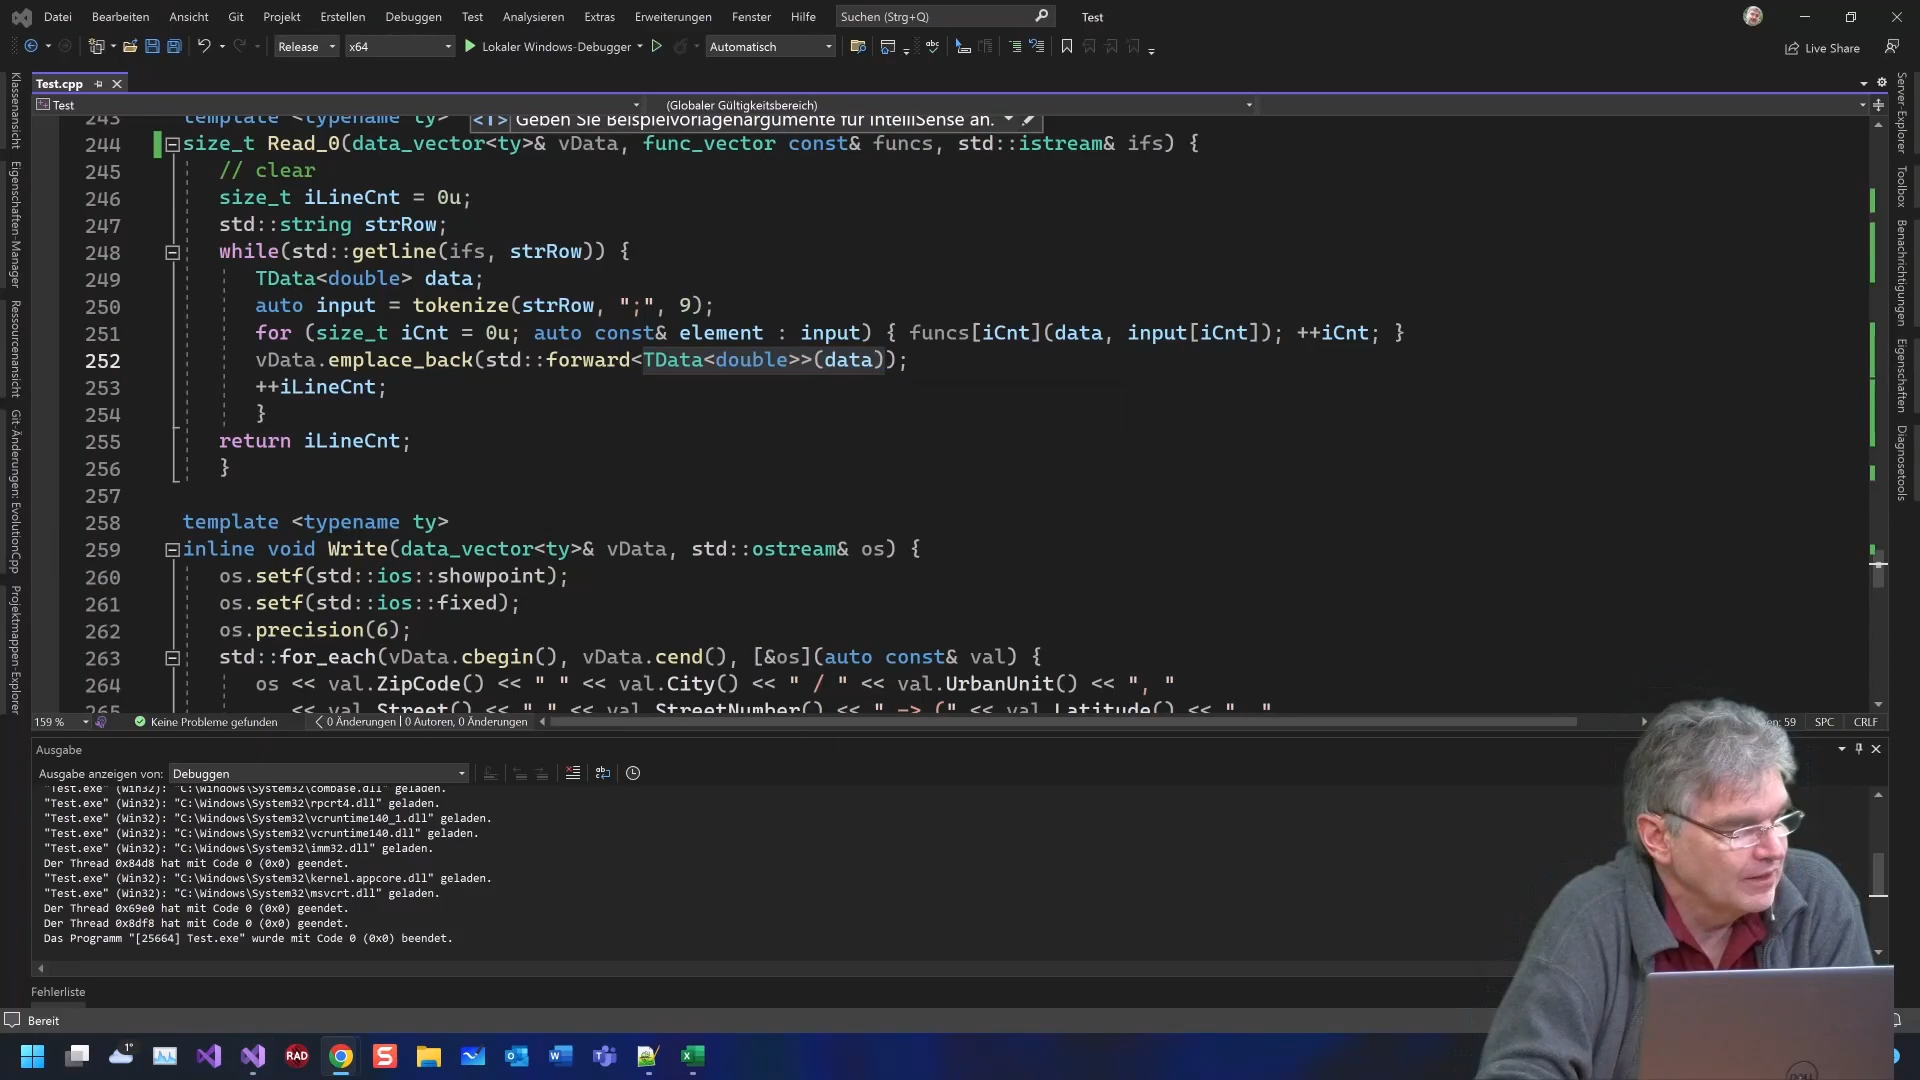 Datei Bearbeiten Ansicht Git Projekt Erstellen Debuggen Test Analysieren Extras Erweiterungen Fenster Hilfe Suchen (Strg+Q) Test
Release x64 Lokaler Windows-Debugger Automatisch Live Share
Test.cpp
Test (Globaler Gültigkeitsbereich)
243 template <typename ty> <T> Geben Sie Beispielvorlagenargumente für IntelliSense an.
244 size_t Read_0(data_vector<ty>& vData, func_vector const& funcs, std::istream& ifs) {
245 // clear
246 size_t iLineCnt = 0u;
247 std::string strRow;
248 while(std::getline(ifs, strRow)) {
249 TData<double> data;
250 auto input = tokenize(strRow, ";", 9);
251 for (size_t iCnt = 0u; auto const& element : input) { funcs[iCnt](data, input[iCnt]); ++iCnt; }
252 vData.emplace_back(std::forward<TData<double>>(data));
253 ++iLineCnt;
254 }
255 return iLineCnt;
256 }
257
258 template <typename ty>
259 inline void Write(data_vector<ty>& vData, std::ostream& os) {
260 os.setf(std::ios::showpoint);
261 os.setf(std::ios::fixed);
262 os.precision(6);
263 std::for_each(vData.cbegin(), vData.cend(), [&os](auto const& val) {
264 os << val.ZipCode() << " " << val.City() << " / " << val.UrbanUnit() << ", "
265 << val.Street() << " " << val.StreetNumber() << " -> (" << val.Latitude() << ", "
159 % Keine Probleme gefunden 0 Änderungen | 0 Autoren, 0 Änderungen 59 SPC CRLF
Ausgabe
Ausgabe anzeigen von: Debuggen
"Test.exe" (Win32): "C:\Windows\System32\combase.dll" geladen.
"Test.exe" (Win32): "C:\Windows\System32\rpcrt4.dll" geladen.
"Test.exe" (Win32): "C:\Windows\System32\vcruntime140_1.dll" geladen.
"Test.exe" (Win32): "C:\Windows\System32\vcruntime140.dll" geladen.
"Test.exe" (Win32): "C:\Windows\System32\imm32.dll" geladen.
Der Thread 0x84d8 hat mit Code 0 (0x0) geendet.
"Test.exe" (Win32): "C:\Windows\System32\kernel.appcore.dll" geladen.
"Test.exe" (Win32): "C:\Windows\System32\msvcrt.dll" geladen.
Der Thread 0x69e0 hat mit Code 0 (0x0) geendet.
Der Thread 0x8df8 hat mit Code 0 (0x0) geendet.
Das Programm "[25664] Test.exe" wurde mit Code 0 (0x0) beendet.
Fehlerliste
Bereit
1°
RAD
Klassenansicht
Eigenschaften-Manager
Ressourcenansicht
Git-Änderungen: EvolutionCpp
Projektmappen-Explorer
Server-Explorer
Toolbox
Benachrichtigungen
Eigenschaften
Diagnosetools
DELL